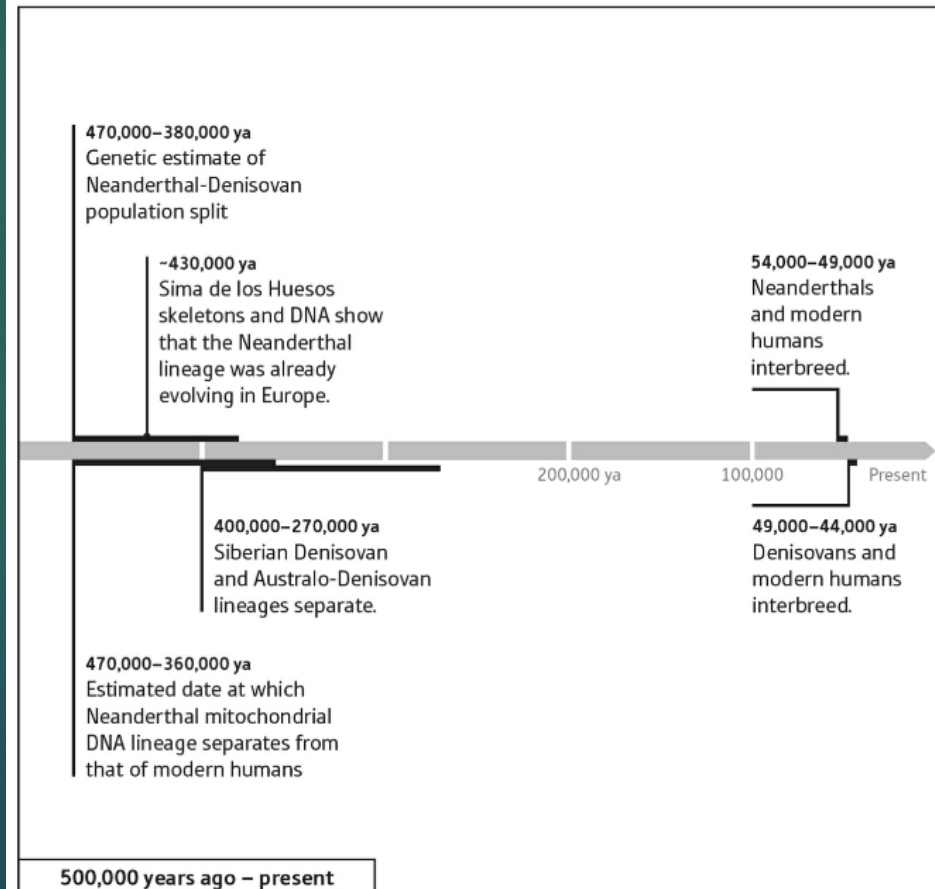 470,000–380,000 ya
Genetic estimate of
Neanderthal-Denisovan
population split
~430,000 ya
Sima de los Huesos
skeletons and DNA show
that the Neanderthal
lineage was already
evolving in Europe.
54,000–49,000 ya
Neanderthals
and modern
humans
interbreed.
200,000 ya
100,000
Present
400,000–270,000 ya
Siberian Denisovan
and Australo-Denisovan
lineages separate.
49,000–44,000 ya
Denisovans and
modern humans
interbreed.
470,000–360,000 ya
Estimated date at which
Neanderthal mitochondrial
DNA lineage separates from
that of modern humans
500,000 years ago – present